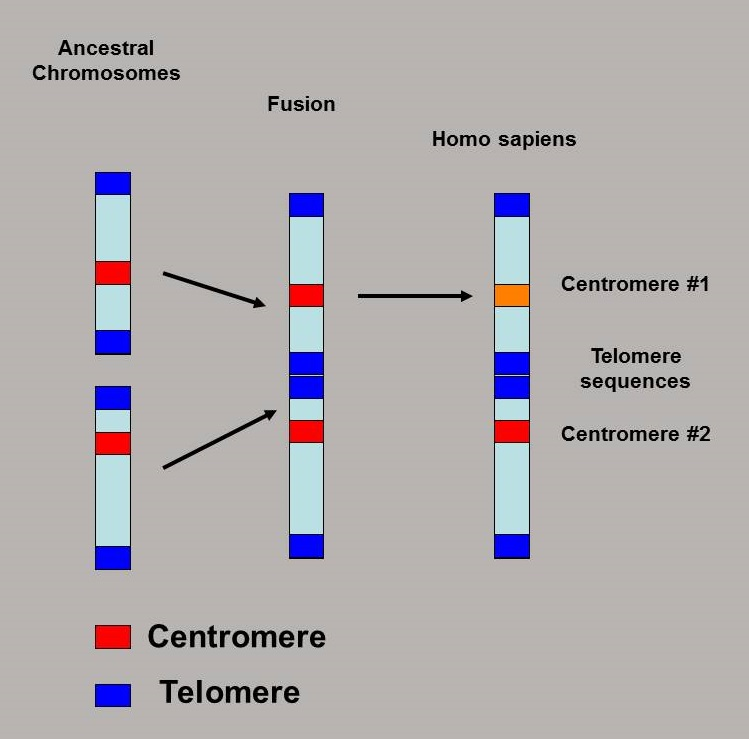 Ancestral
Chromosomes
Fusion
Homo sapiens
Centromere #1
Telomere
sequences
Centromere #2
Centromere
Telomere